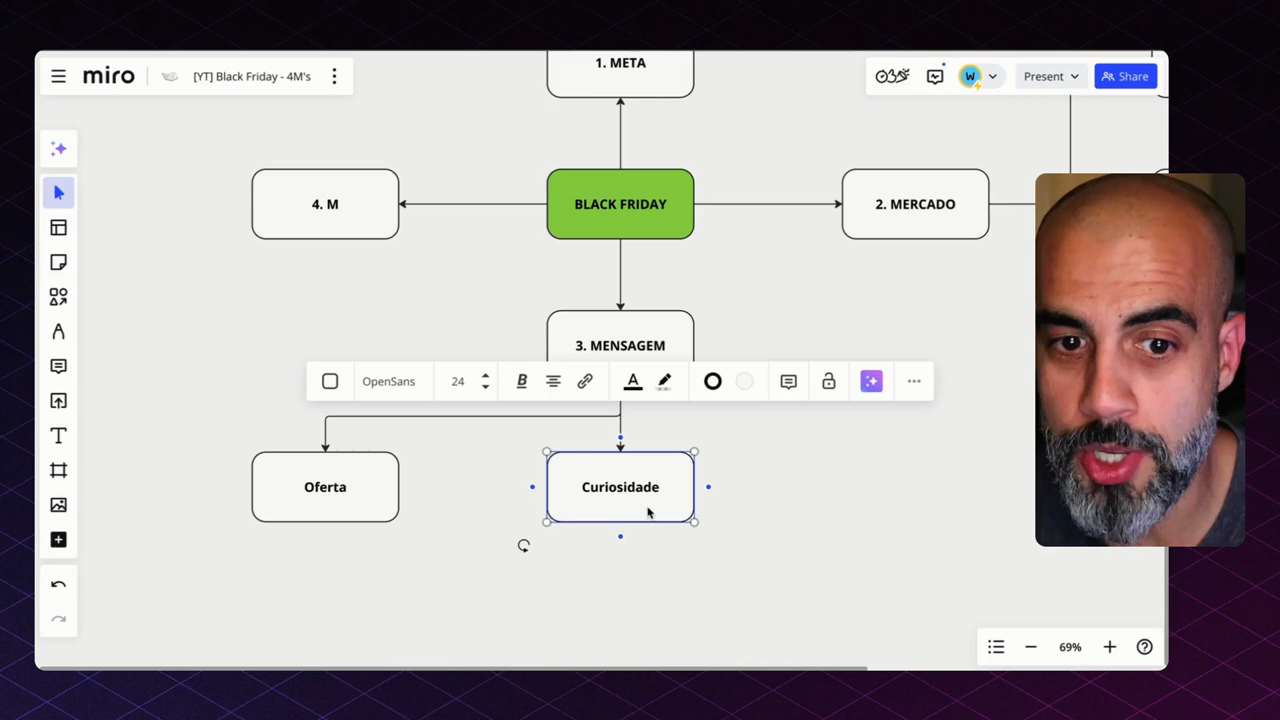 1. META
miro
[YT] Black Friday - 4M's
W
Present
Share
4. M
BLACK FRIDAY
2. MERCADO
3. MENSAGEM
OpenSans
24
B
A
Oferta
Curiosidade
69%